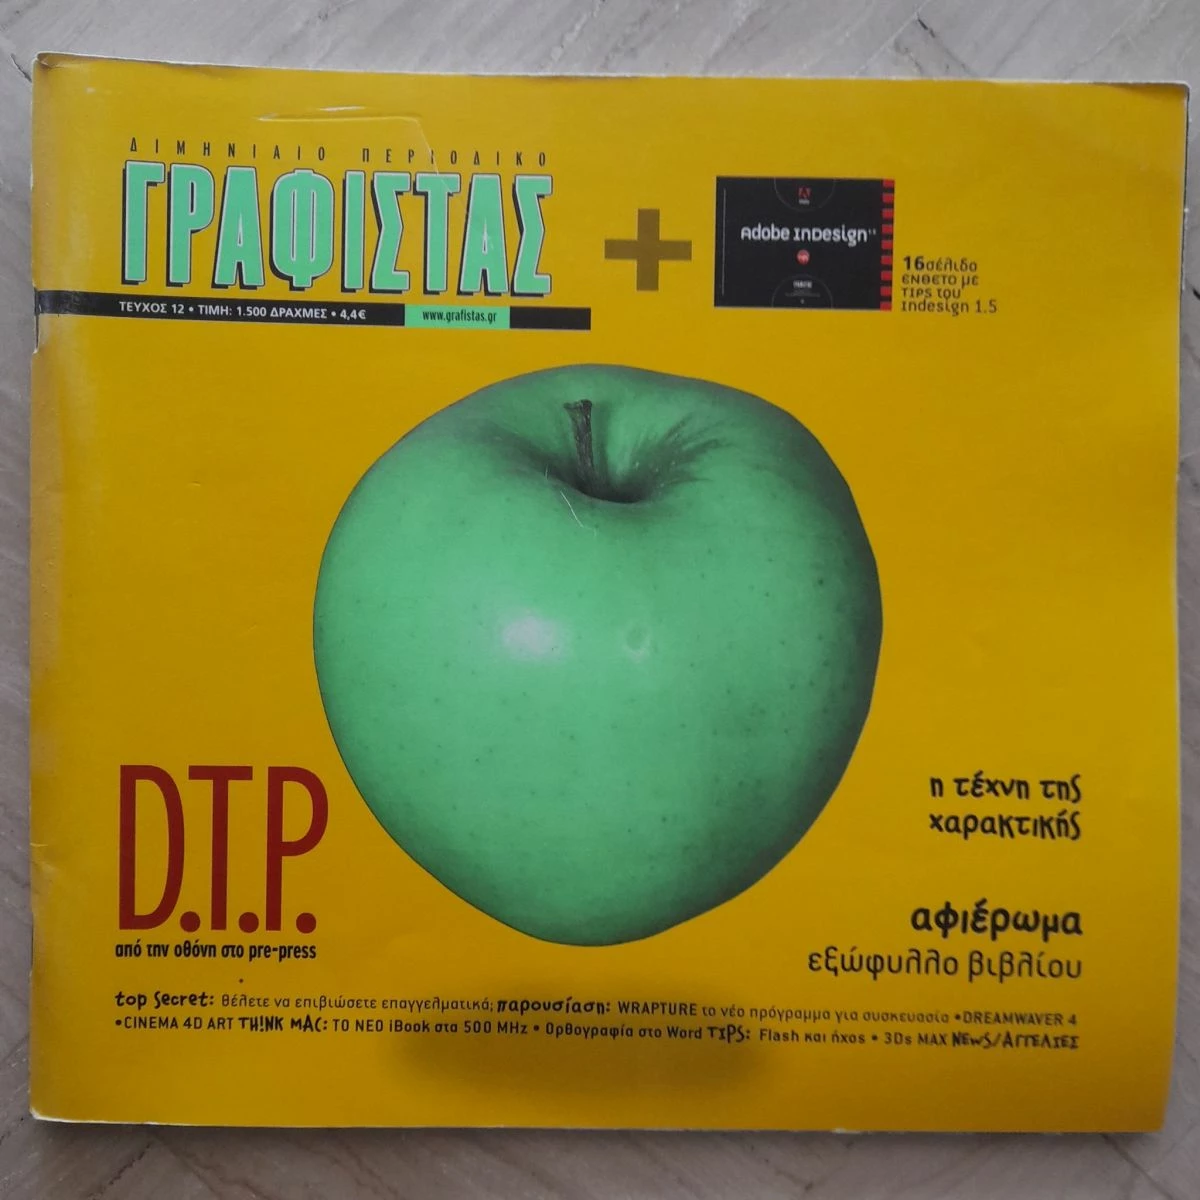 ΔΙΜΗΝΙΑΙΟ ΠΕΡΙΟΔΙΚΟ
ΓΡΑΦΙΣΤΑΣ
ΤΕΥΧΟΣ 12 • ΤΙΜΗ: 1.500 ΔΡΑΧΜΕΣ • 4,4€
www.grafistas.gr
+
Adobe InDesign
16σέλιδο
ένθετο με
TIPS του
Indesign 1.5
D.T.P.
από την οθόνη στο pre-press
η τέχνη της
χαρακτικής
αφιέρωμα
εξώφυλλο βιβλίου
top Secret: θέλετε να επιβιώσετε επαγγελματικά; παρουσίαση: WRAPTURE το νέο πρόγραμμα για συσκευασία •DREAMWAVER 4
•CINEMA 4D ART TH!NK MAC: ΤΟ ΝΕΟ iBook στα 500 MHz • Ορθογραφία στο Word TIPS: Flash και ήχος • 3Ds MAX NEWS/ΑΓΓΕΛΙΕΣ